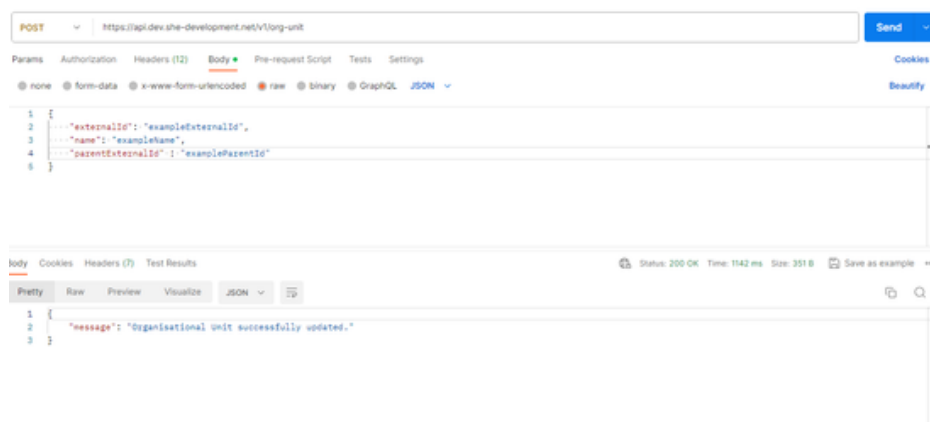 POST https://api.dev.she-development.net/v1/org-unit Send
Params Authorization Headers (12) Body Pre-request Script Tests Settings Cookies
none form-data x-www-form-urlencoded raw binary GraphQL JSON Beautify
1 {
2 "externalId": "exampleExternalId",
3 "name": "exampleName",
4 "parentExternalId" : "exampleParentId"
5 }
Body Cookies Headers (7) Test Results Status: 200 OK Time: 1142 ms Size: 351 B Save as example
Pretty Raw Preview Visualize JSON
1 {
2 "message": "Organisational Unit successfully updated."
3 }